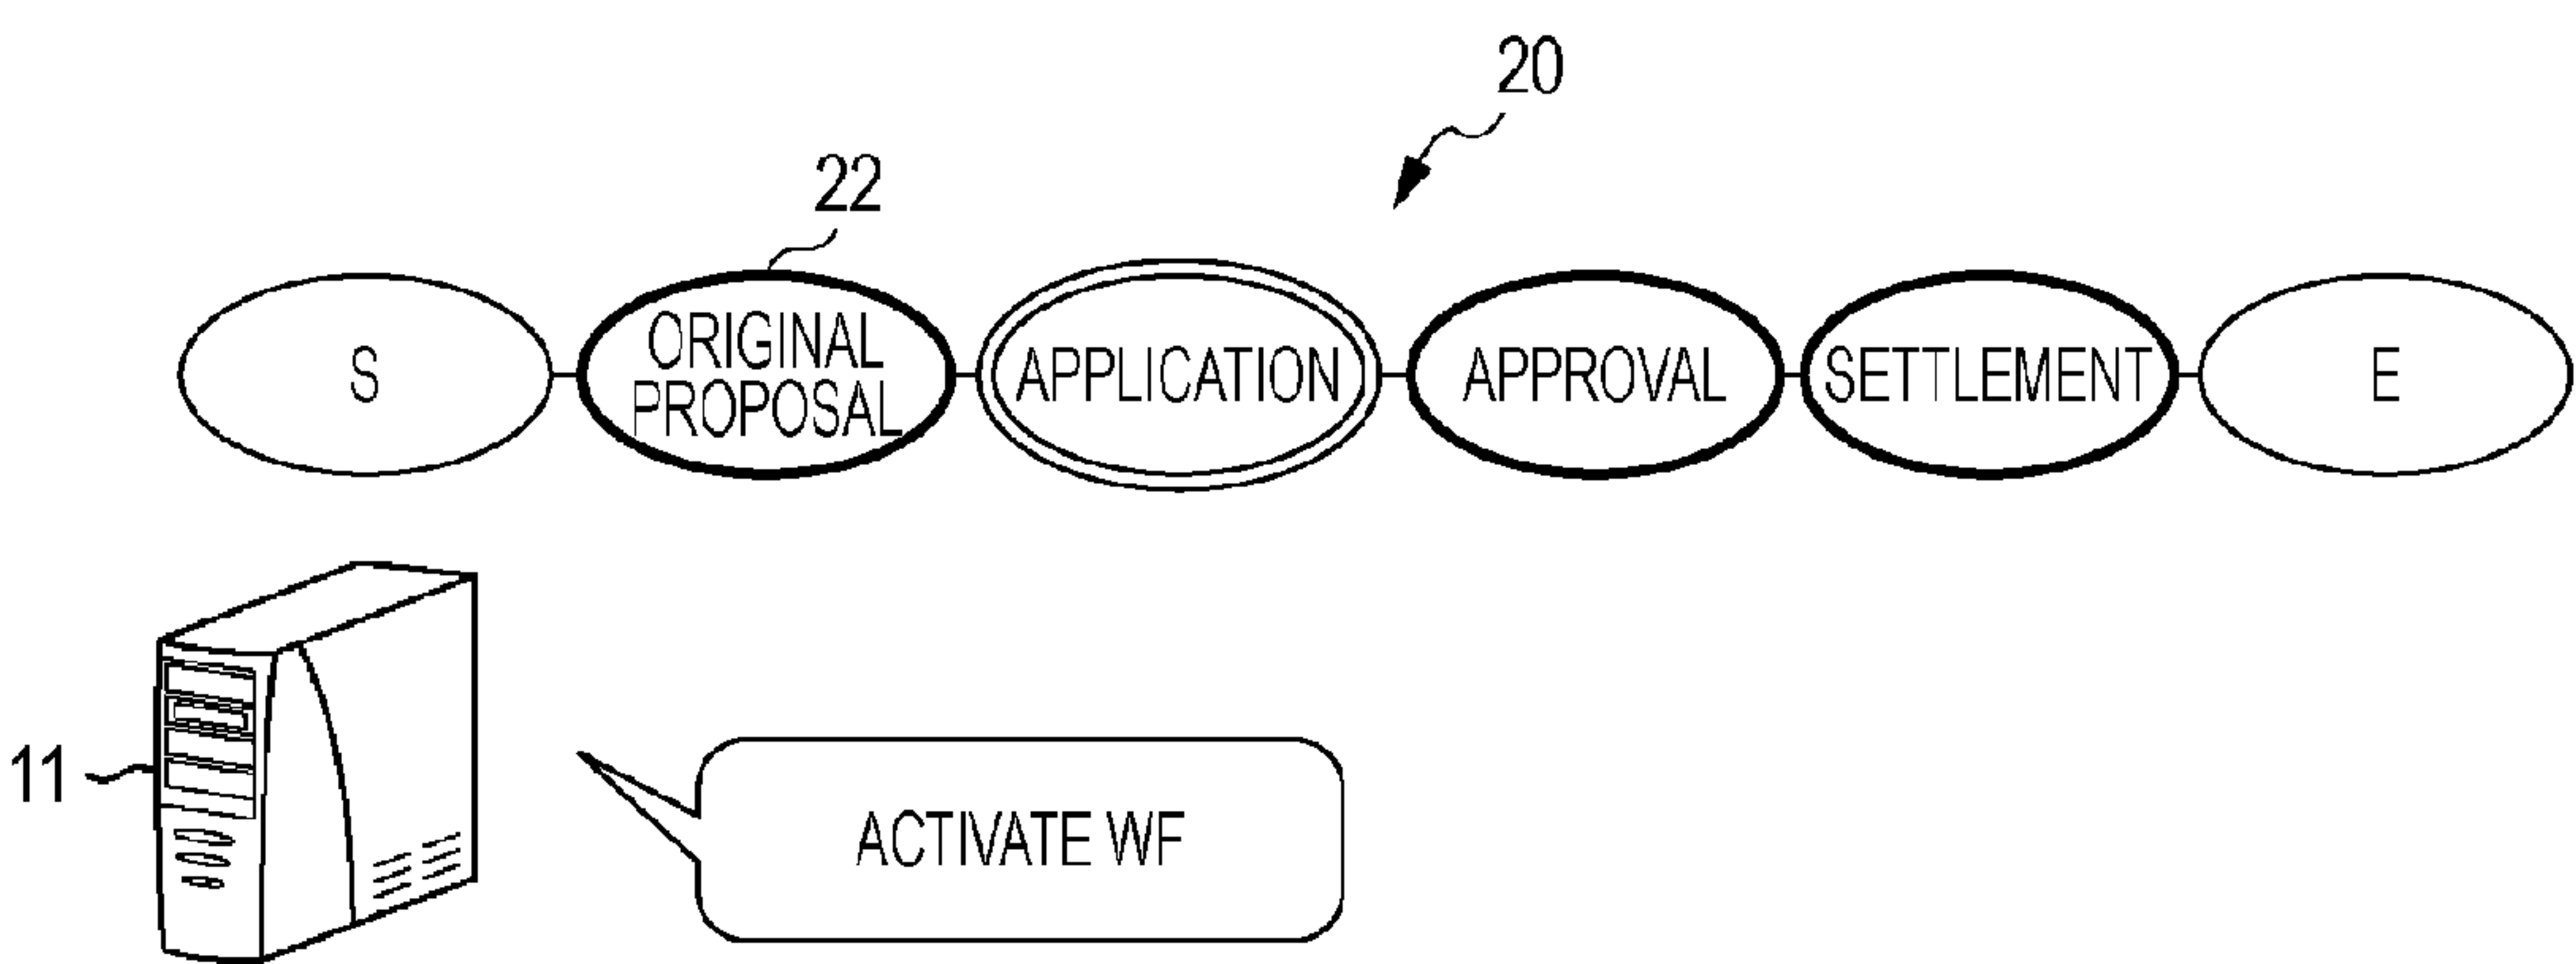 20
22
S
ORIGINAL
PROPOSAL
APPLICATION
APPROVAL
SETTLEMENT
E
11
ACTIVATE WF